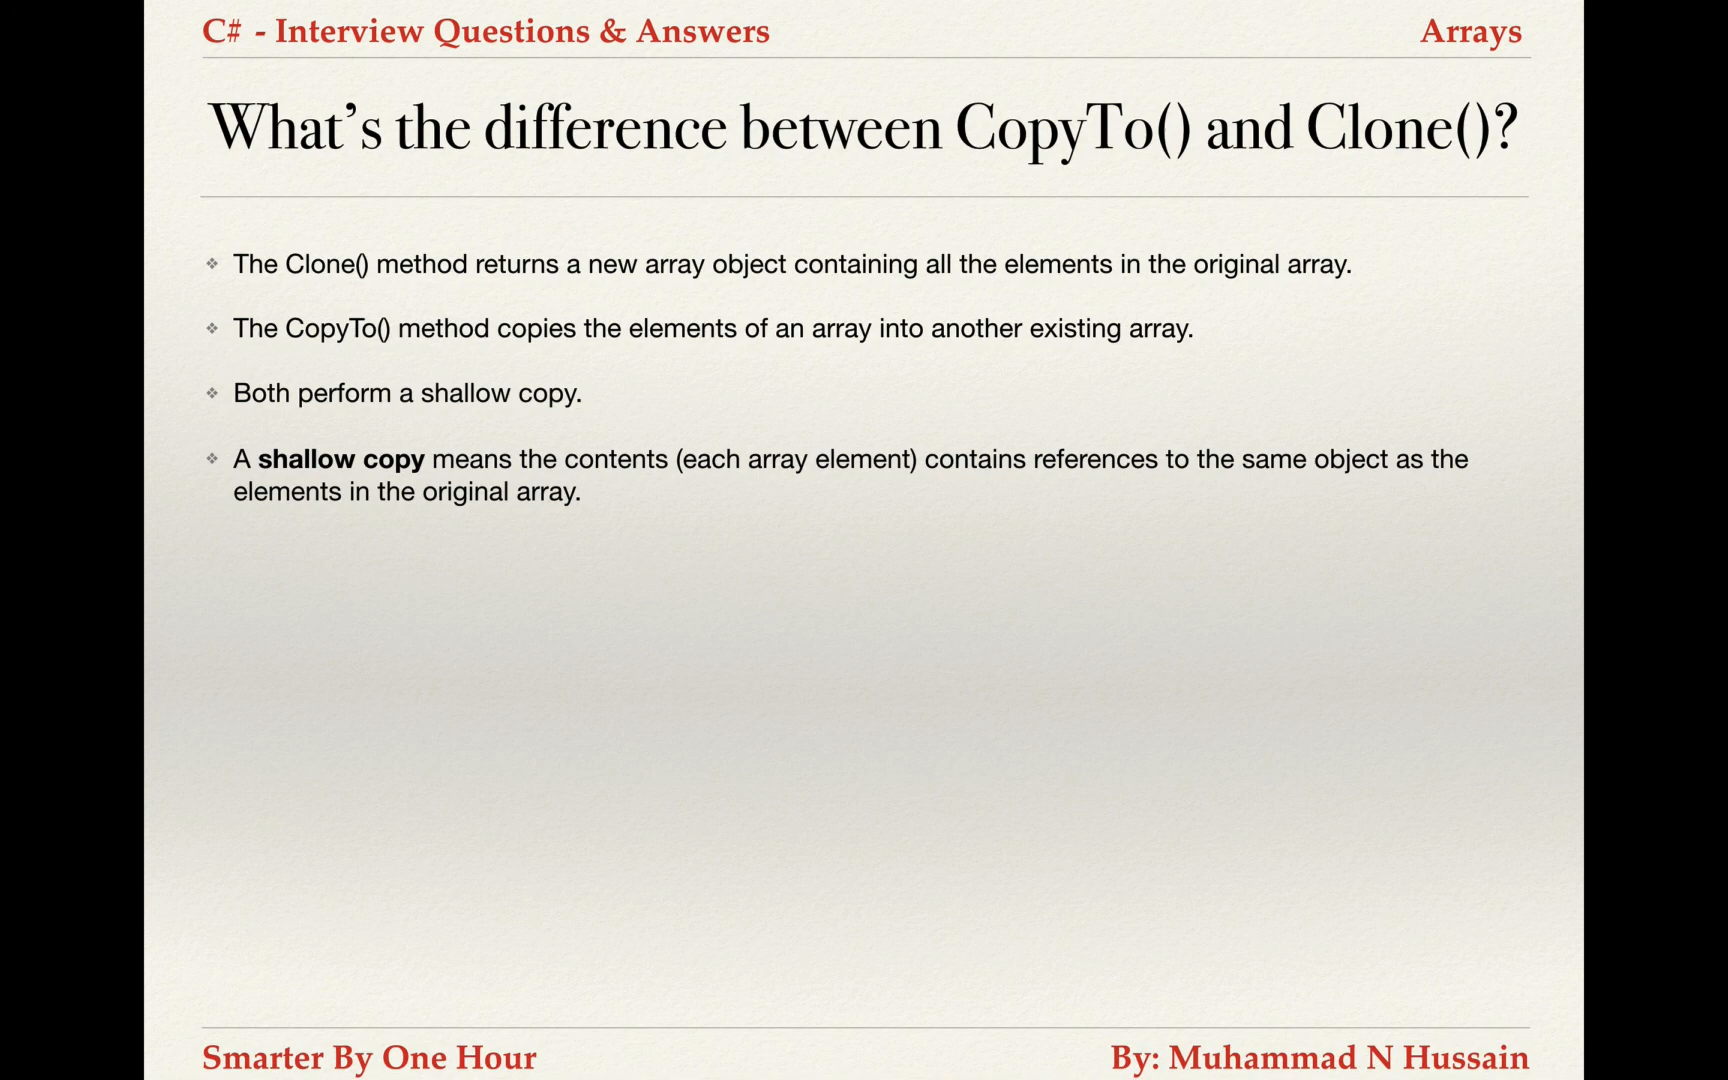 C# - Interview Questions & Answers
Arrays
What's the difference between CopyTo() and Clone()?
The Clone() method returns a new array object containing all the elements in the original array.
The CopyTo() method copies the elements of an array into another existing array.
Both perform a shallow copy.
A shallow copy means the contents (each array element) contains references to the same object as the
elements in the original array.
Smarter By One Hour
By: Muhammad N Hussain